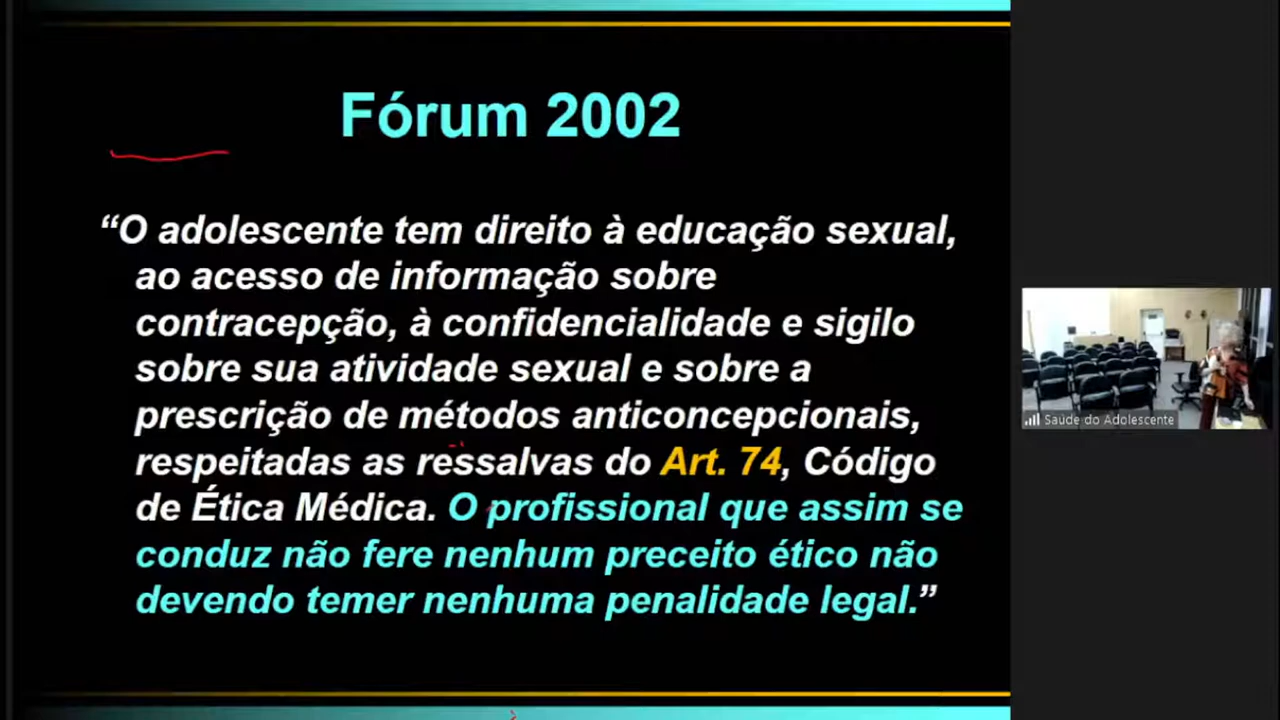 Fórum 2002
“O adolescente tem direito à educação sexual,
ao acesso de informação sobre
contracepção, à confidencialidade e sigilo
sobre sua atividade sexual e sobre a
prescrição de métodos anticoncepcionais,
respeitadas as ressalvas do Art. 74, Código
de Ética Médica. O profissional que assim se
conduz não fere nenhum preceito ético não
devendo temer nenhuma penalidade legal.”
Saúde do Adolescente